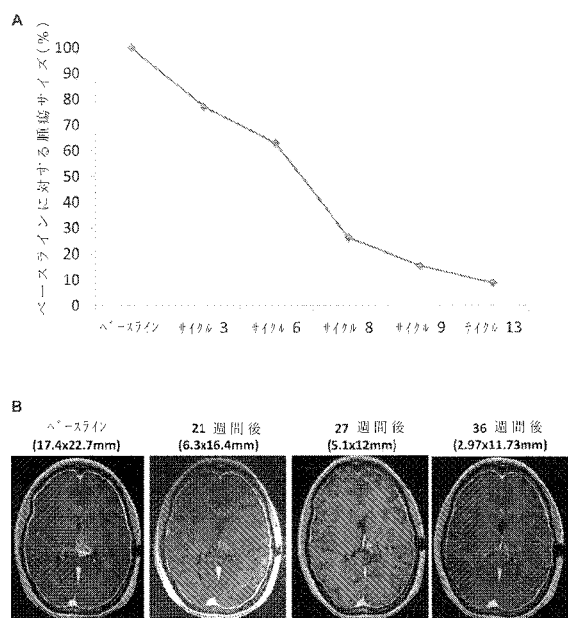 A
ベースラインに対する腫瘍サイズ(%)
100
90
80
70
60
50
40
30
20
10
0
ベースライン サイクル 3 サイクル 6 サイクル 8 サイクル 9 サイクル 13
B
ベースライン
(17.4x22.7mm)
21 週間後
(6.3x16.4mm)
27 週間後
(5.1x12mm)
36 週間後
(2.97x11.73mm)